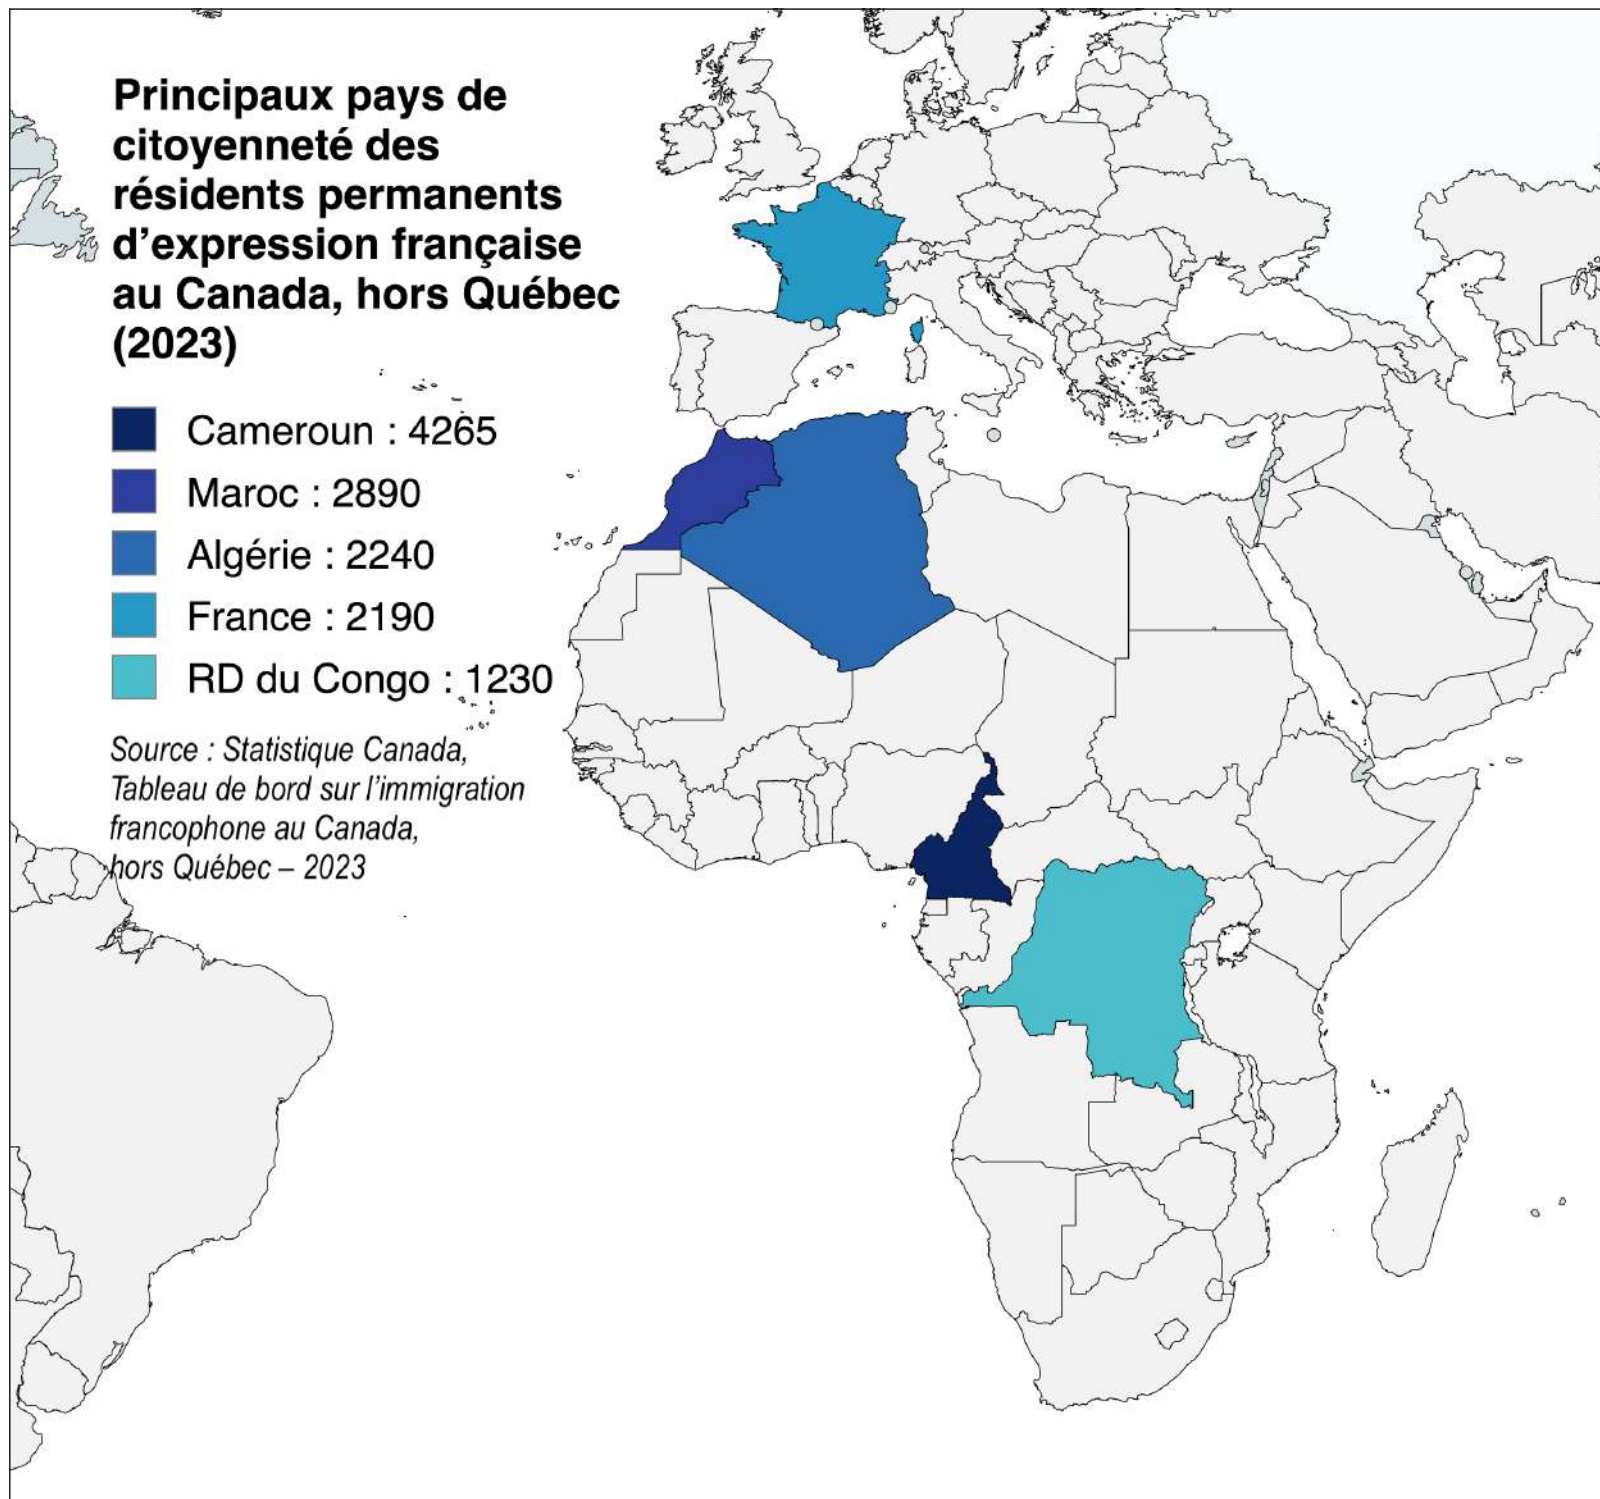 Principaux pays de
citoyenneté des
résidents permanents
d’expression française
au Canada, hors Québec
(2023)
Cameroun : 4265
Maroc : 2890
Algérie : 2240
France : 2190
RD du Congo : 1230
Source : Statistique Canada,
Tableau de bord sur l’immigration
francophone au Canada,
hors Québec – 2023